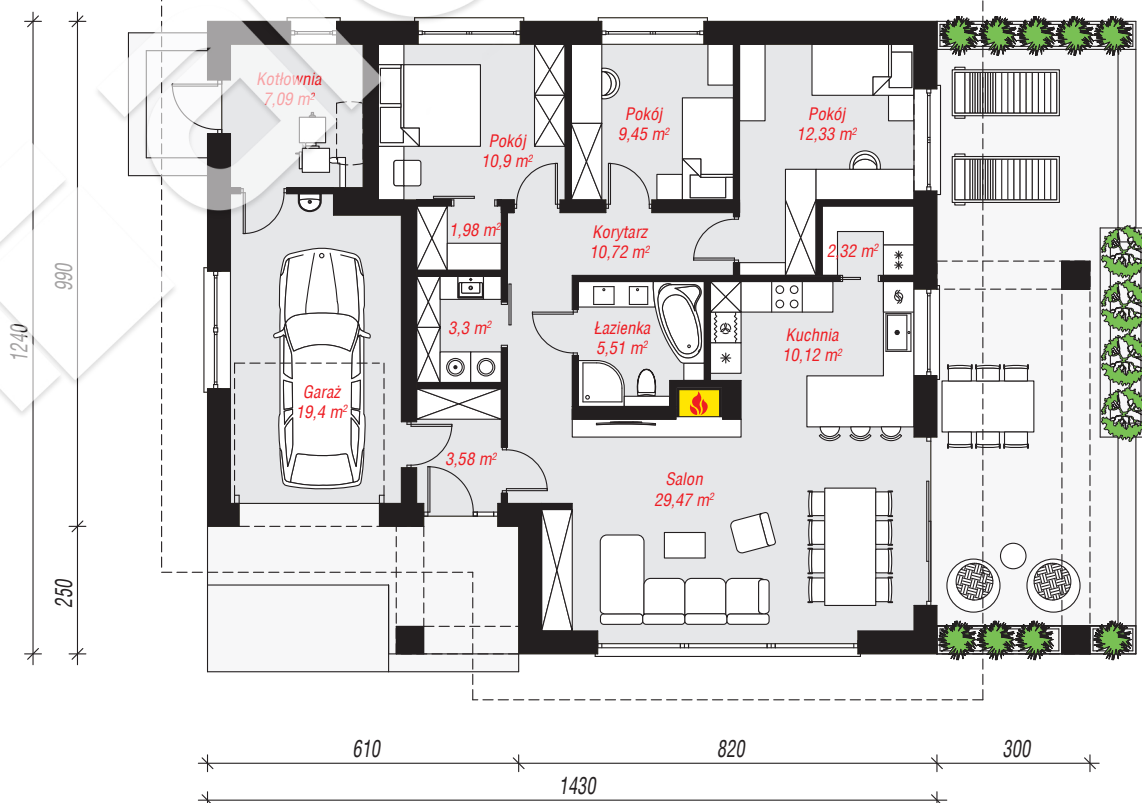 Kotłownia
7,09 m²
Pokój
10,9 m²
Pokój
9,45 m²
Pokój
12,33 m²
1,98 m²
Korytarz
10,72 m²
2,32 m²
3,3 m²
Łazienka
5,51 m²
Kuchnia
10,12 m²
Garaż
19,4 m²
3,58 m²
Salon
29,47 m²
990
1240
250
610
820
300
1430